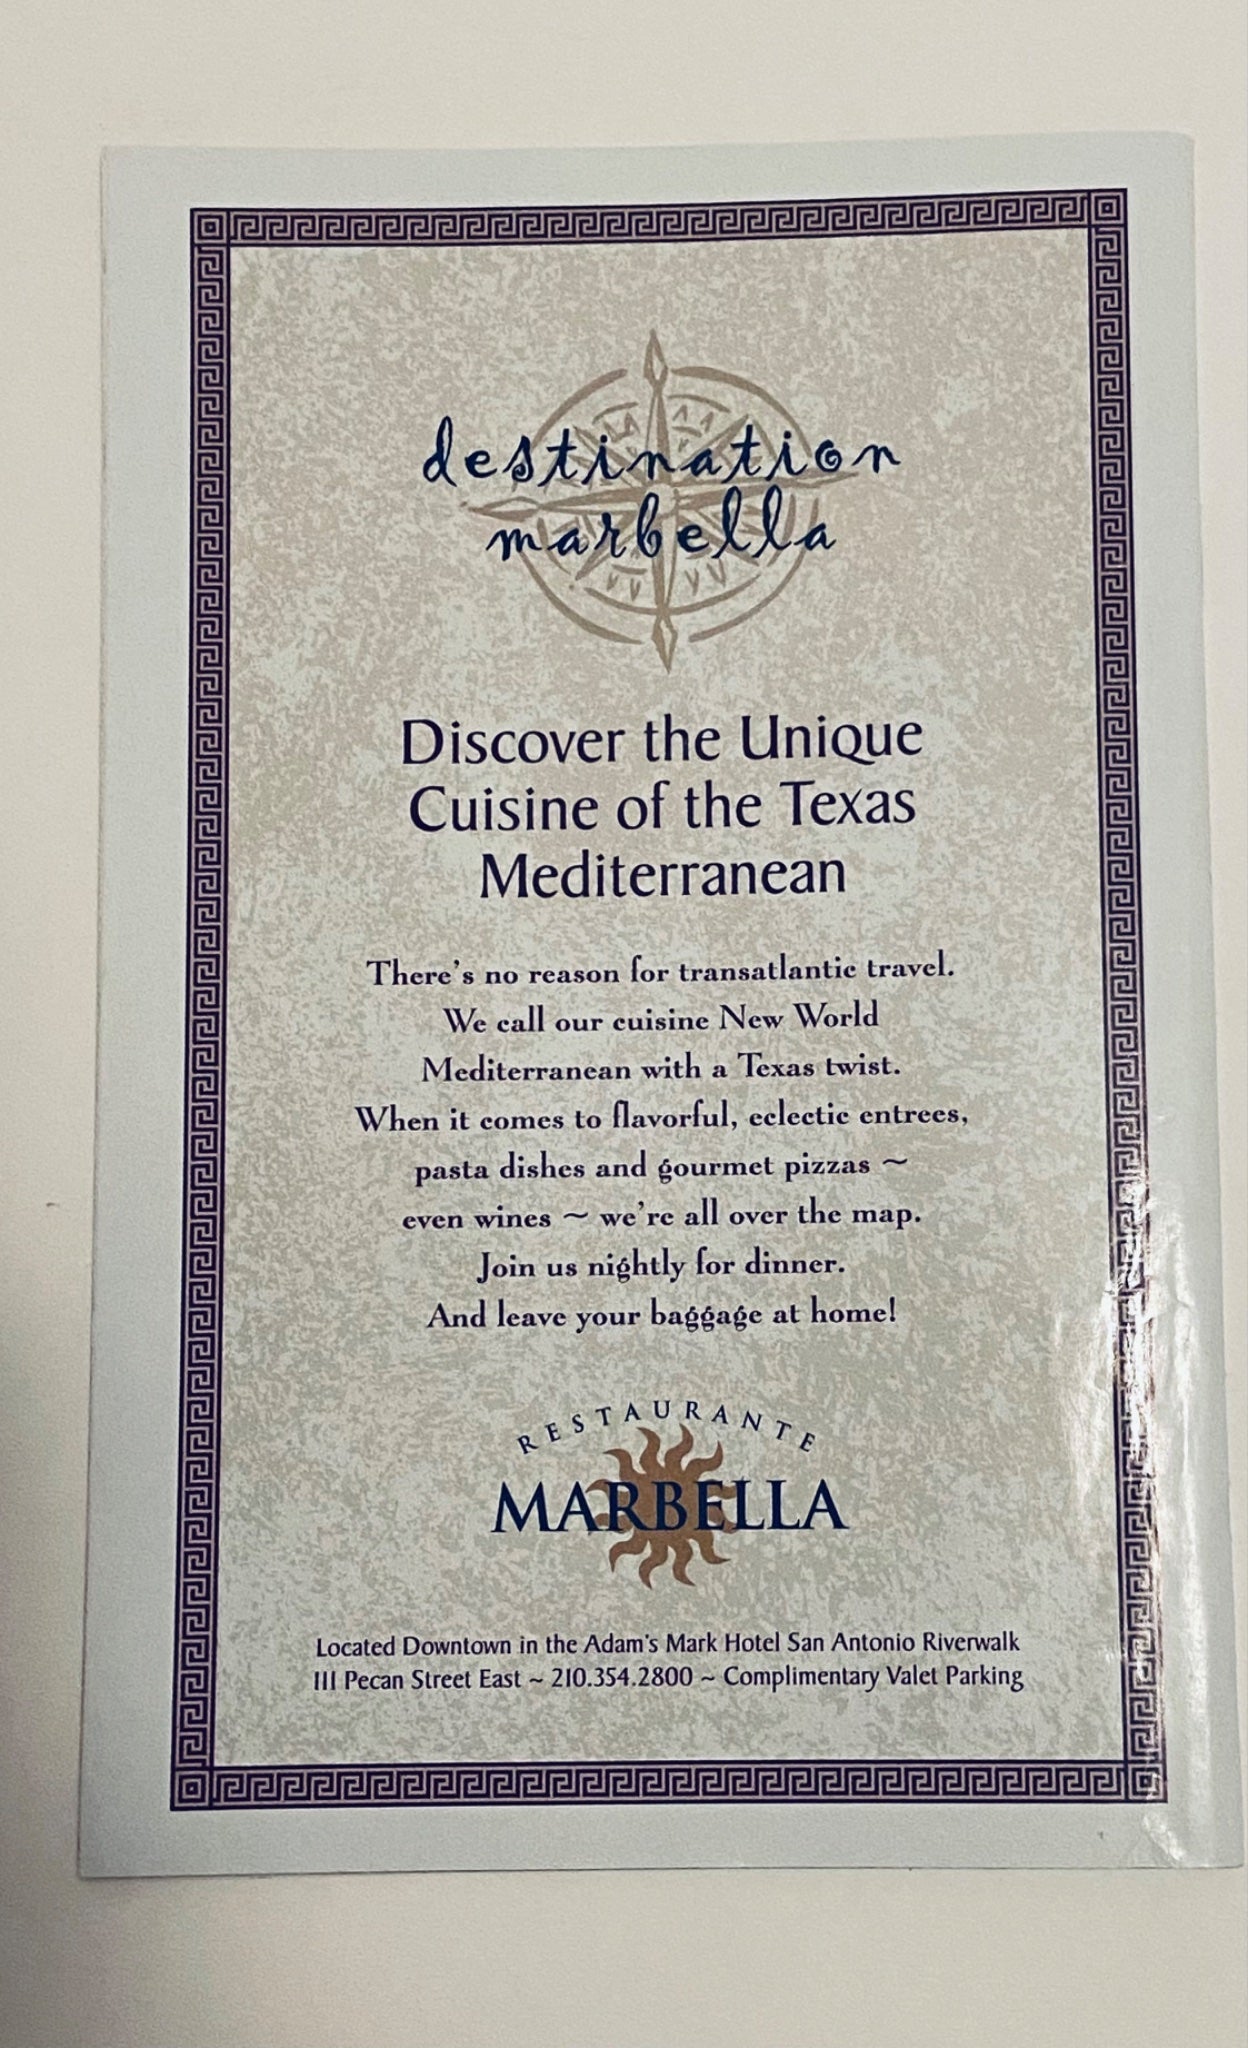 destination
marbella
Discover the Unique
Cuisine of the Texas
Mediterranean
There's no reason for transatlantic travel.
We call our cuisine New World
Mediterranean with a Texas twist.
When it comes to flavorful, eclectic entrees,
pasta dishes and gourmet pizzas ~
even wines ~ we're all over the map.
Join us nightly for dinner.
And leave your baggage at home!
RESTAURANTE
MARBELLA
Located Downtown in the Adam's Mark Hotel San Antonio Riverwalk
111 Pecan Street East ~ 210.354.2800 ~ Complimentary Valet Parking